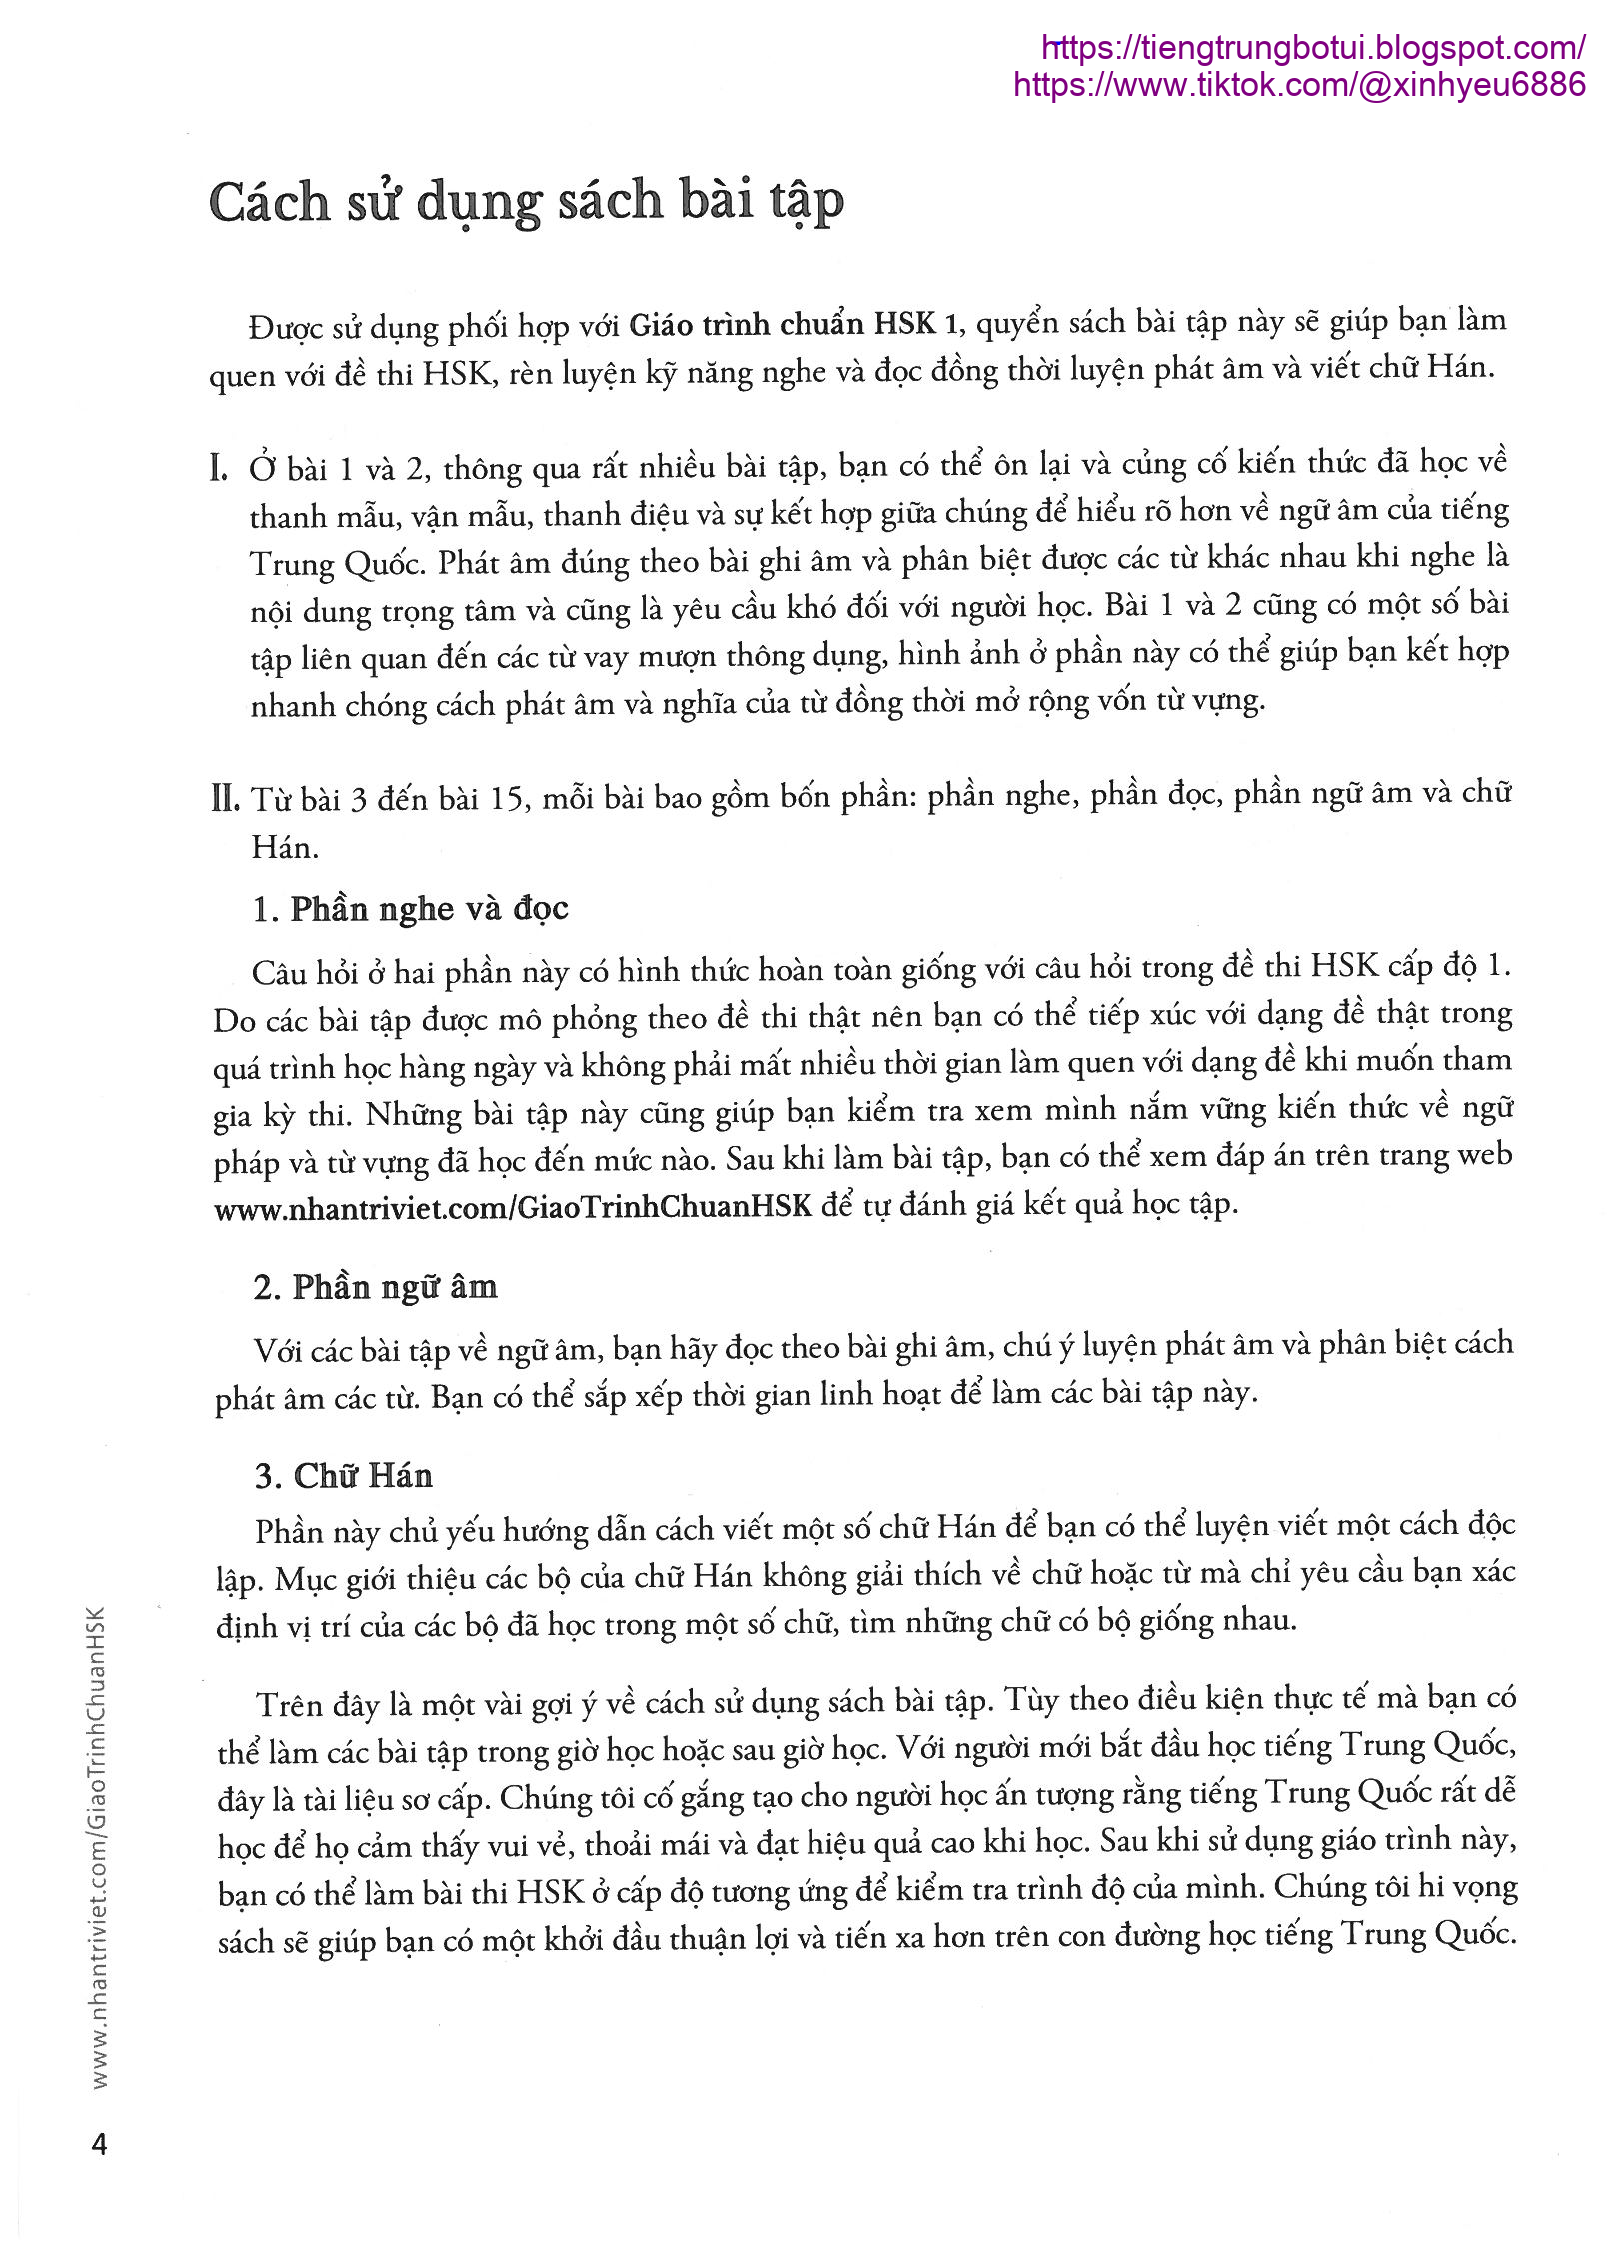 https://tiengtrungbotui.blogspot.com/
https://www.tiktok.com/@xinhyeu6886
Cách sử dụng sách bài tập
Được sử dụng phối hợp với Giáo trình chuẩn HSK 1, quyển sách bài tập này sẽ giúp bạn làm
quen với đề thi HSK, rèn luyện kỹ năng nghe và đọc đồng thời luyện phát âm và viết chữ Hán.
I. Ở bài 1 và 2, thông qua rất nhiều bài tập, bạn có thể ôn lại và củng cố kiến thức đã học về
thanh mẫu, vận mẫu, thanh điệu và sự kết hợp giữa chúng để hiểu rõ hơn về ngữ âm của tiếng
Trung Quốc. Phát âm đúng theo bài ghi âm và phân biệt được các từ khác nhau khi nghe là
nội dung trọng tâm và cũng là yêu cầu khó đối với người học. Bài 1 và 2 cũng có một số bài
tập liên quan đến các từ vay mượn thông dụng, hình ảnh ở phần này có thể giúp bạn kết hợp
nhanh chóng cách phát âm và nghĩa của từ đồng thời mở rộng vốn từ vựng.
II. Từ bài 3 đến bài 15, mỗi bài bao gồm bốn phần: phần nghe, phần đọc, phần ngữ âm và chữ
Hán.
1. Phần nghe và đọc
Câu hỏi ở hai phần này có hình thức hoàn toàn giống với câu hỏi trong đề thi HSK cấp độ 1.
Do các bài tập được mô phỏng theo đề thi thật nên bạn có thể tiếp xúc với dạng đề thật trong
quá trình học hàng ngày và không phải mất nhiều thời gian làm quen với dạng đề khi muốn tham
gia kỳ thi. Những bài tập này cũng giúp bạn kiểm tra xem mình nắm vững kiến thức về ngữ
pháp và từ vựng đã học đến mức nào. Sau khi làm bài tập, bạn có thể xem đáp án trên trang web
www.nhantriviet.com/GiaoTrinhChuanHSK để tự đánh giá kết quả học tập.
2. Phần ngữ âm
Với các bài tập về ngữ âm, bạn hãy đọc theo bài ghi âm, chú ý luyện phát âm và phân biệt cách
phát âm các từ. Bạn có thể sắp xếp thời gian linh hoạt để làm các bài tập này.
3. Chữ Hán
Phần này chủ yếu hướng dẫn cách viết một số chữ Hán để bạn có thể luyện viết một cách độc
lập. Mục giới thiệu các bộ của chữ Hán không giải thích về chữ hoặc từ mà chỉ yêu cầu bạn xác
định vị trí của các bộ đã học trong một số chữ, tìm những chữ có bộ giống nhau.
Trên đây là một vài gợi ý về cách sử dụng sách bài tập. Tùy theo điều kiện thực tế mà bạn có
thể làm các bài tập trong giờ học hoặc sau giờ học. Với người mới bắt đầu học tiếng Trung Quốc,
đây là tài liệu sơ cấp. Chúng tôi cố gắng tạo cho người học ấn tượng rằng tiếng Trung Quốc rất dễ
học để họ cảm thấy vui vẻ, thoải mái và đạt hiệu quả cao khi học. Sau khi sử dụng giáo trình này,
bạn có thể làm bài thi HSK ở cấp độ tương ứng để kiểm tra trình độ của mình. Chúng tôi hi vọng
sách sẽ giúp bạn có một khởi đầu thuận lợi và tiến xa hơn trên con đường học tiếng Trung Quốc.
www.nhantriviet.com/GiaoTrinhChuanHSK
4